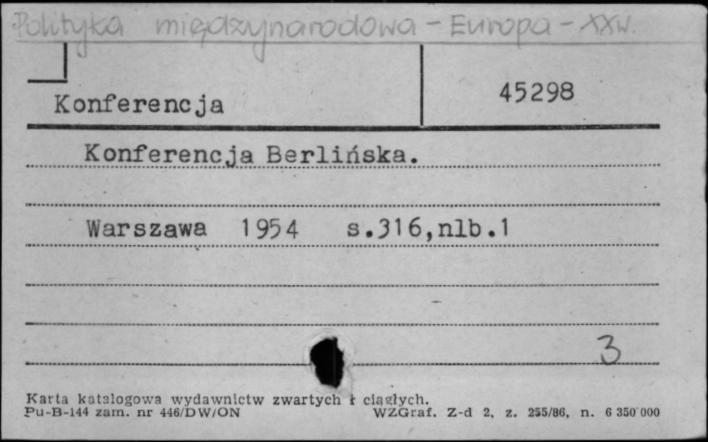 Polityka międzynarodowa - Europa - XXw.
Konferencja
45298
Konferencja Berlińska.
Warszawa 1954 s.316,nlb.1
3
Karta katalogowa wydawnictw zwartych i ciągłych.
Pu-B-144 zam. nr 446/DW/ON WZGraf. Z-d 2, z. 255/86, n. 6 350 000